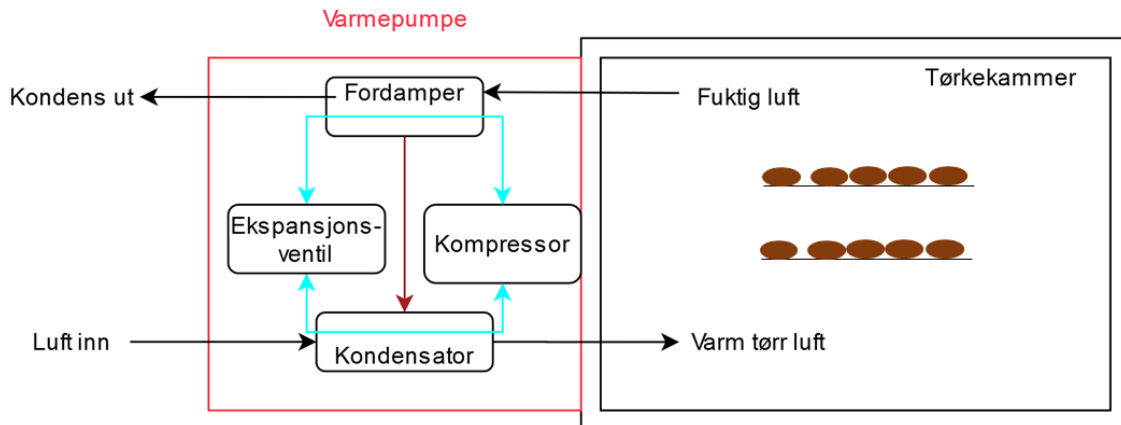 Varmepumpe
Tørkekammer
Kondens ut
Fordamper
Fuktig luft
Ekspansjons-
ventil
Kompressor
Luft inn
Kondensator
Varm tørr luft